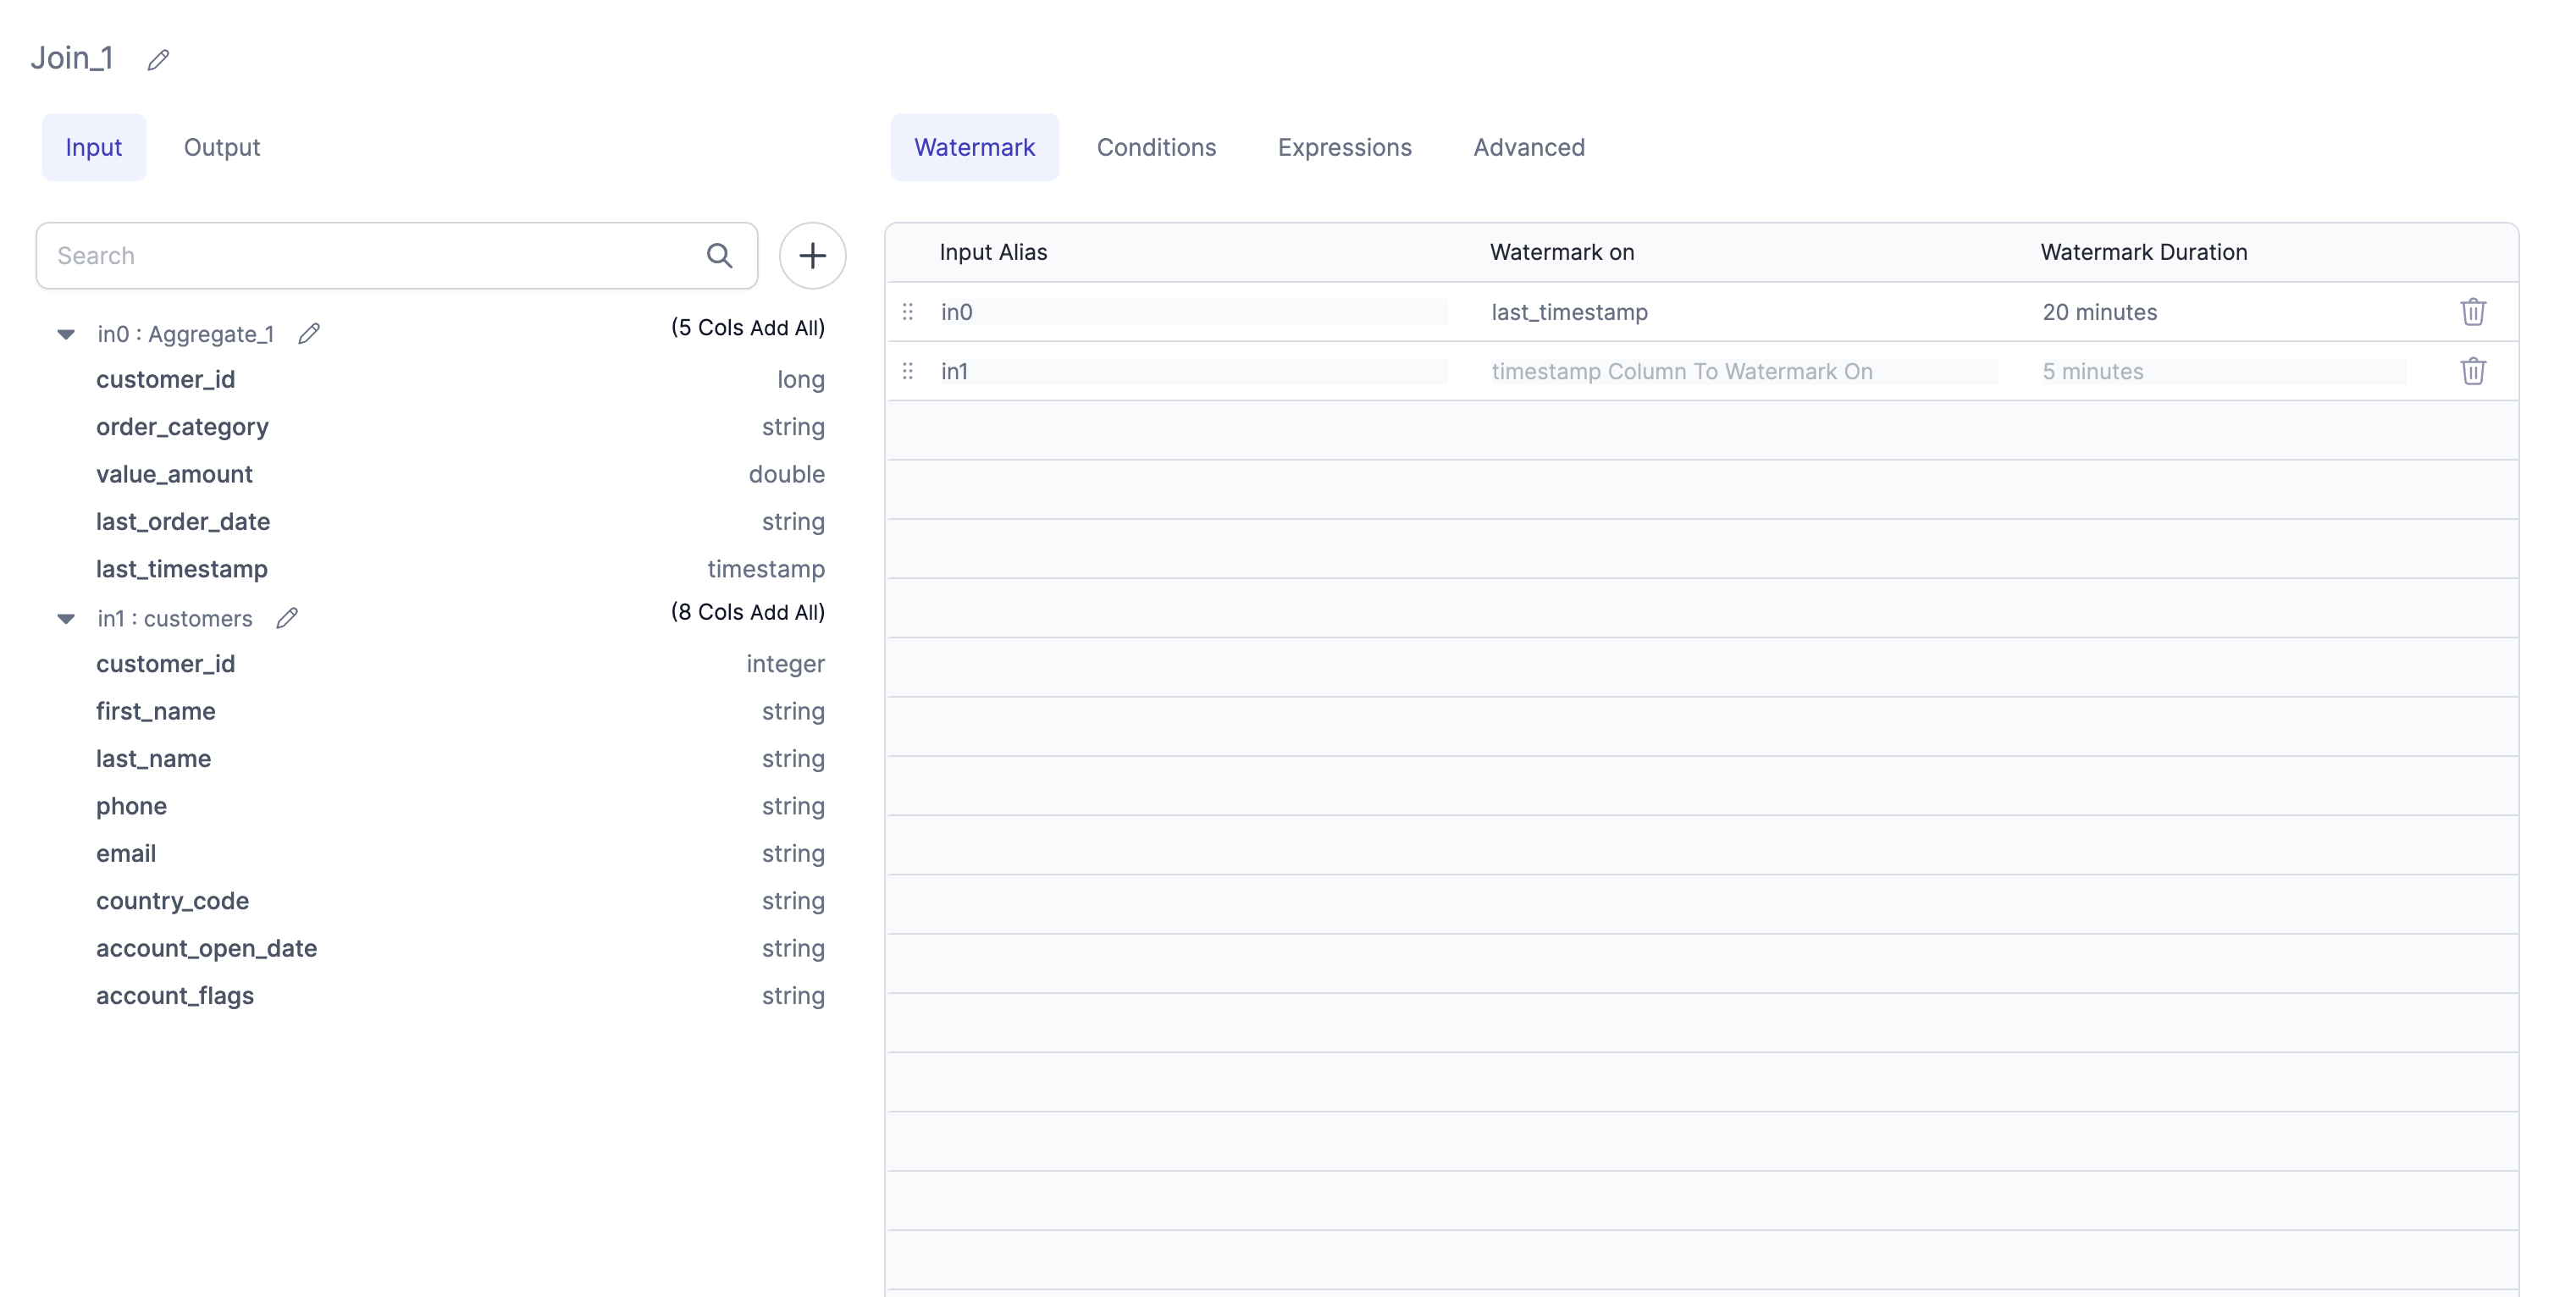 Join_1
Input Output
Search
in0 : Aggregate_1 (5 Cols Add All)
customer_id long
order_category string
value_amount double
last_order_date string
last_timestamp timestamp
in1 : customers (8 Cols Add All)
customer_id integer
first_name string
last_name string
phone string
email string
country_code string
account_open_date string
account_flags string
Watermark Conditions Expressions Advanced
Input Alias Watermark on Watermark Duration
in0 last_timestamp 20 minutes
in1 timestamp Column To Watermark On 5 minutes